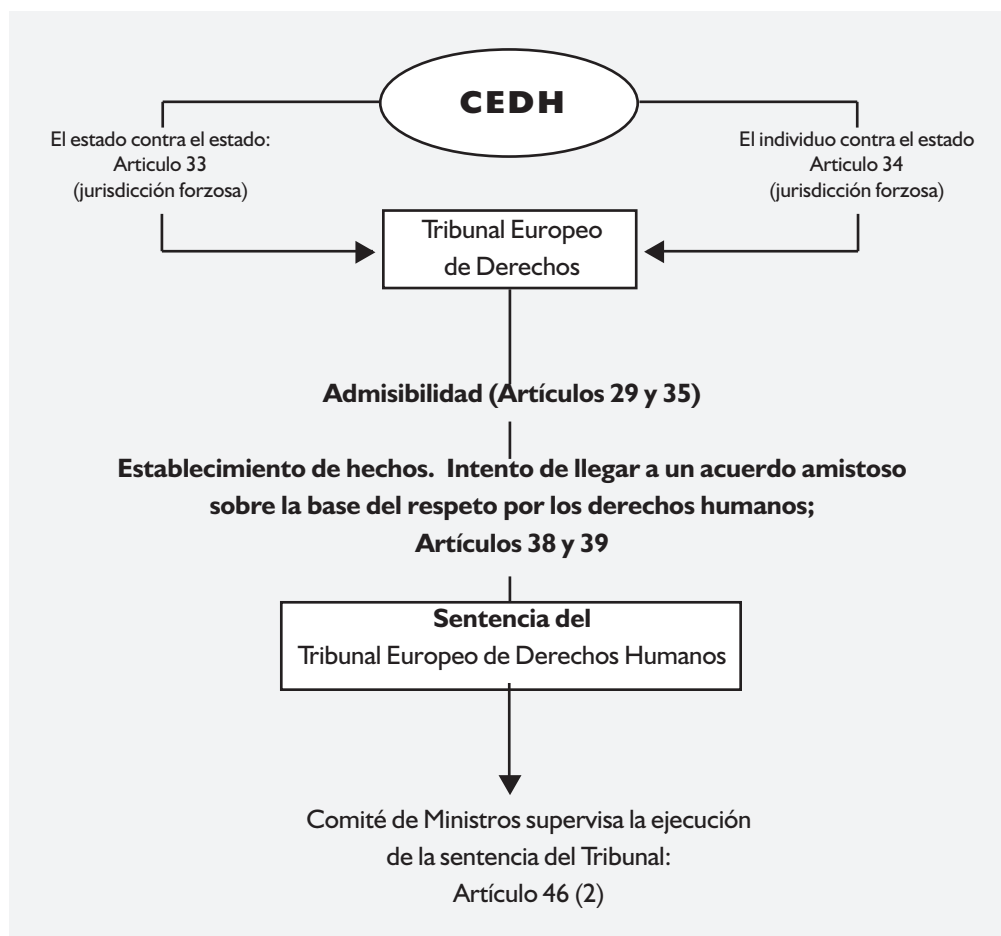 CEDH
El estado contra el estado:
Articulo 33
(jurisdicción forzosa)
El individuo contra el estado
Articulo 34
(jurisdicción forzosa)
Tribunal Europeo
de Derechos
Admisibilidad (Artículos 29 y 35)
Establecimiento de hechos. Intento de llegar a un acuerdo amistoso
sobre la base del respeto por los derechos humanos;
Artículos 38 y 39
Sentencia del
Tribunal Europeo de Derechos Humanos
Comité de Ministros supervisa la ejecución
de la sentencia del Tribunal:
Artículo 46 (2)